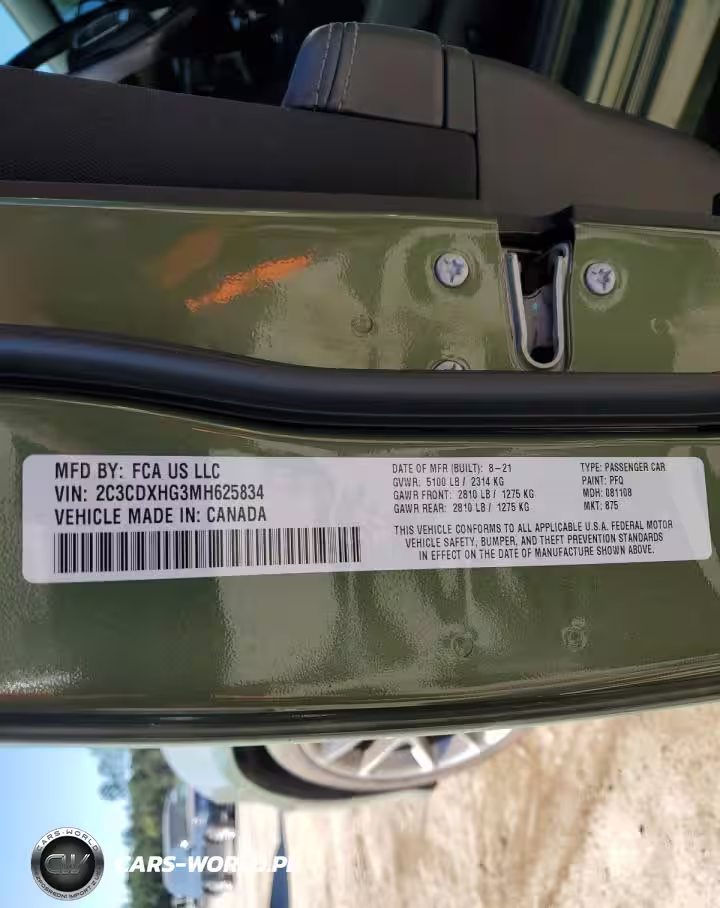 MFD BY: FCA US LLC
VIN: 2C3CDXHG3MH625834
VEHICLE MADE IN: CANADA
DATE OF MFR (BUILT): 8-21
GVWR: 5100 LB / 2314 KG
GAWR FRONT: 2810 LB / 1275 KG
GAWR REAR: 2810 LB / 1275 KG
TYPE: PASSENGER CAR
PAINT: PFQ
MDH: 081108
MKT: 875
THIS VEHICLE CONFORMS TO ALL APPLICABLE U.S.A. FEDERAL MOTOR
VEHICLE SAFETY, BUMPER, AND THEFT PREVENTION STANDARDS
IN EFFECT ON THE DATE OF MANUFACTURE SHOWN ABOVE.
CARS-WORLD
CW
CARS-WORLD.PL